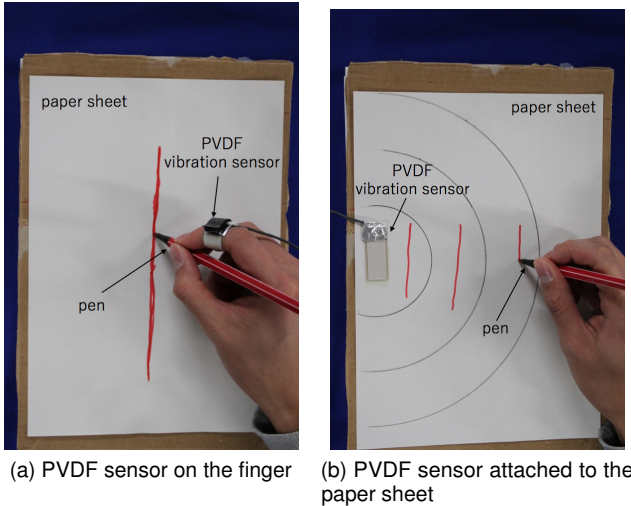 paper sheet
PVDF
vibration sensor
pen
(a) PVDF sensor on the finger
paper sheet
PVDF
vibration sensor
pen
(b) PVDF sensor attached to the
paper sheet